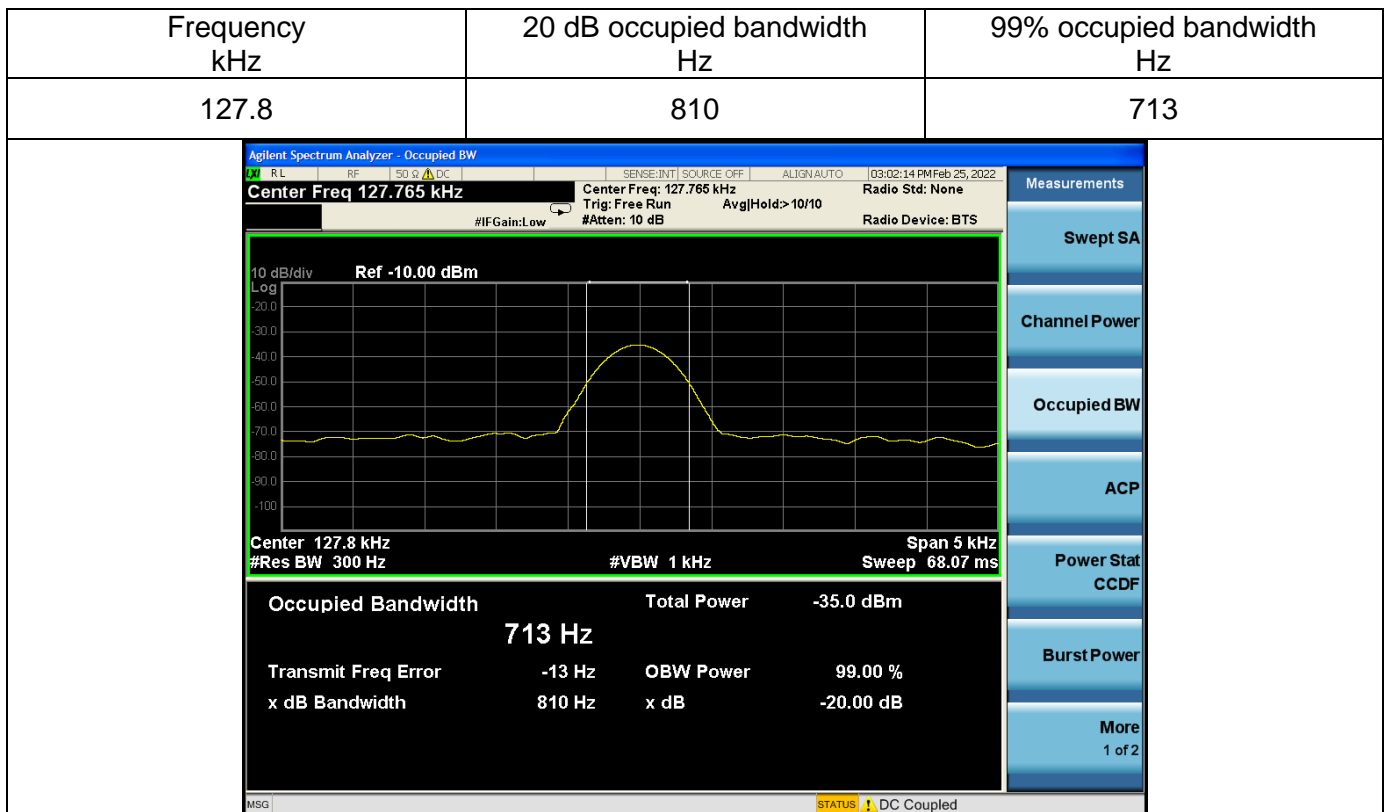 Frequency
kHz
20 dB occupied bandwidth
Hz
99% occupied bandwidth
Hz
127.8
810
713
Agilent Spectrum Analyzer - Occupied BW
LXI RL RF 50 Ω DC SENSE:INT SOURCE OFF ALIGN AUTO 03:02:14 PM Feb 25, 2022
Center Freq 127.765 kHz
Center Freq: 127.765 kHz
Radio Std: None
Trig: Free Run
Avg|Hold:> 10/10
#IFGain:Low
#Atten: 10 dB
Radio Device: BTS
10 dB/div Ref -10.00 dBm
Log
-20.0
-30.0
-40.0
-50.0
-60.0
-70.0
-80.0
-90.0
-100
Center 127.8 kHz Span 5 kHz
#Res BW 300 Hz #VBW 1 kHz Sweep 68.07 ms
Occupied Bandwidth Total Power -35.0 dBm
713 Hz
Transmit Freq Error -13 Hz OBW Power 99.00 %
x dB Bandwidth 810 Hz x dB -20.00 dB
Measurements
Swept SA
Channel Power
Occupied BW
ACP
Power Stat
CCDF
Burst Power
More
1 of 2
MSG STATUS DC Coupled